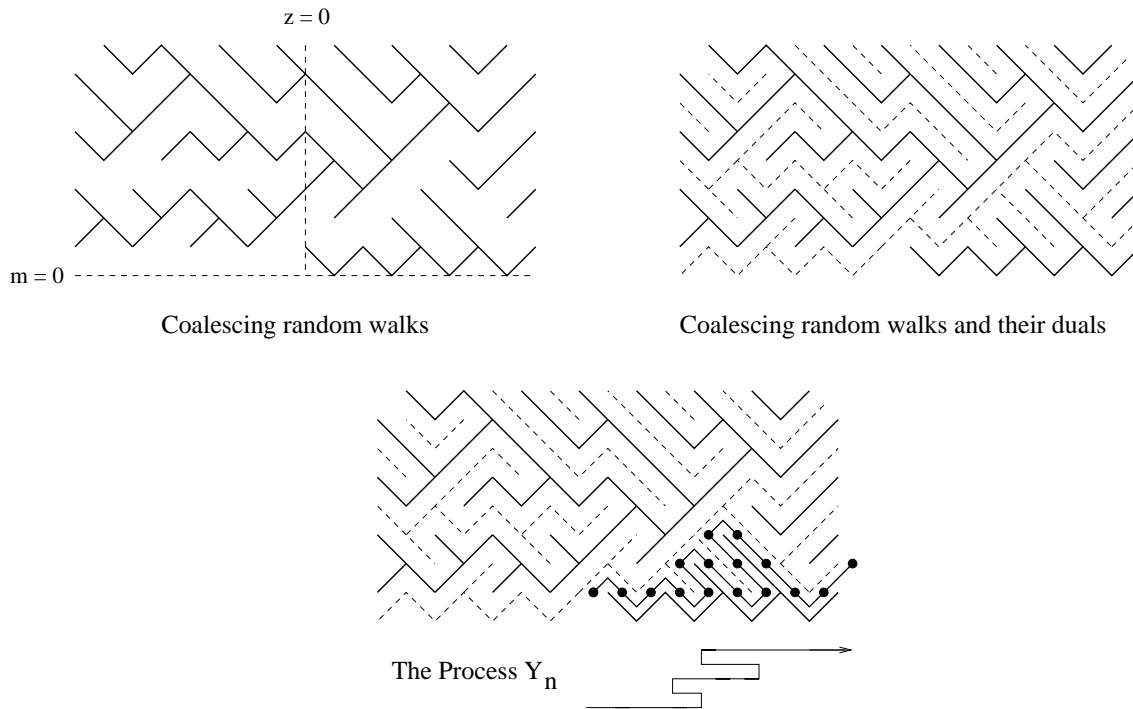 z = 0
m = 0
Coalescing random walks
Coalescing random walks and their duals
The Process Y_n